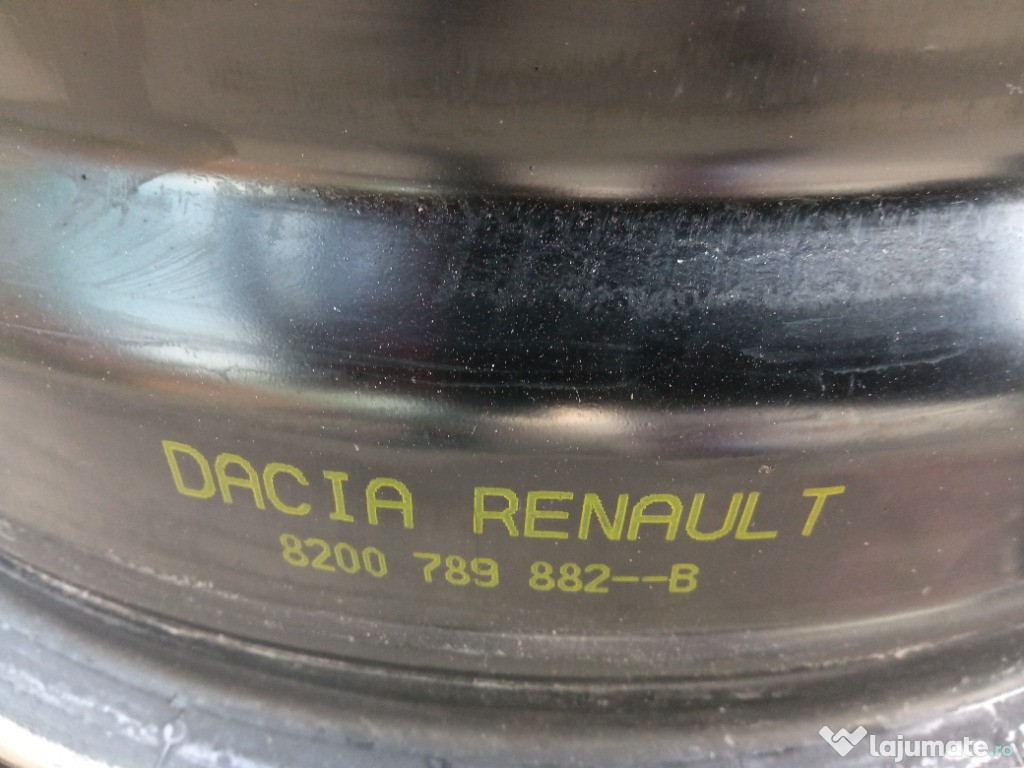 DACIA RENAULT
8200 789 882--B
lajumate.ro